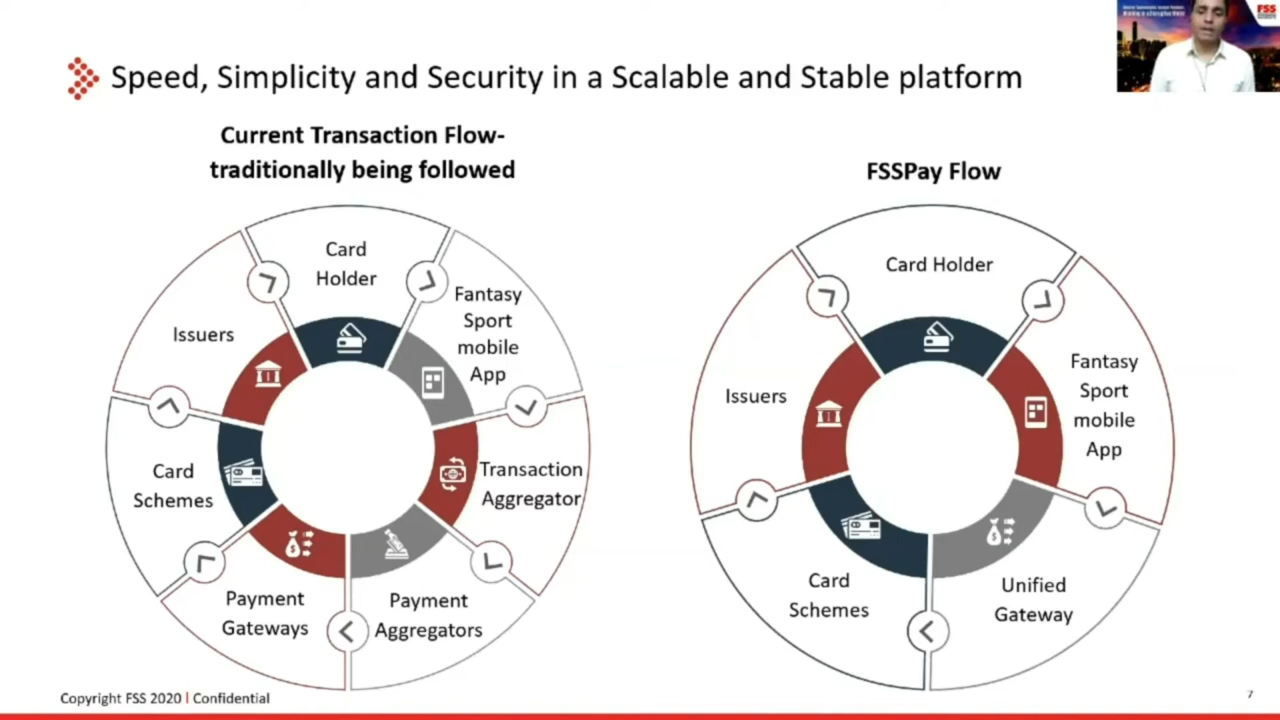 Speed, Simplicity and Security in a Scalable and Stable platform
FSS
Current Transaction Flow-
traditionally being followed
Card
Holder
Fantasy
Sport
mobile
App
Transaction
Aggregator
Payment
Aggregators
Payment
Gateways
Card
Schemes
Issuers
FSSPay Flow
Card Holder
Fantasy
Sport
mobile
App
Unified
Gateway
Card
Schemes
Issuers
Copyright FSS 2020 | Confidential
7